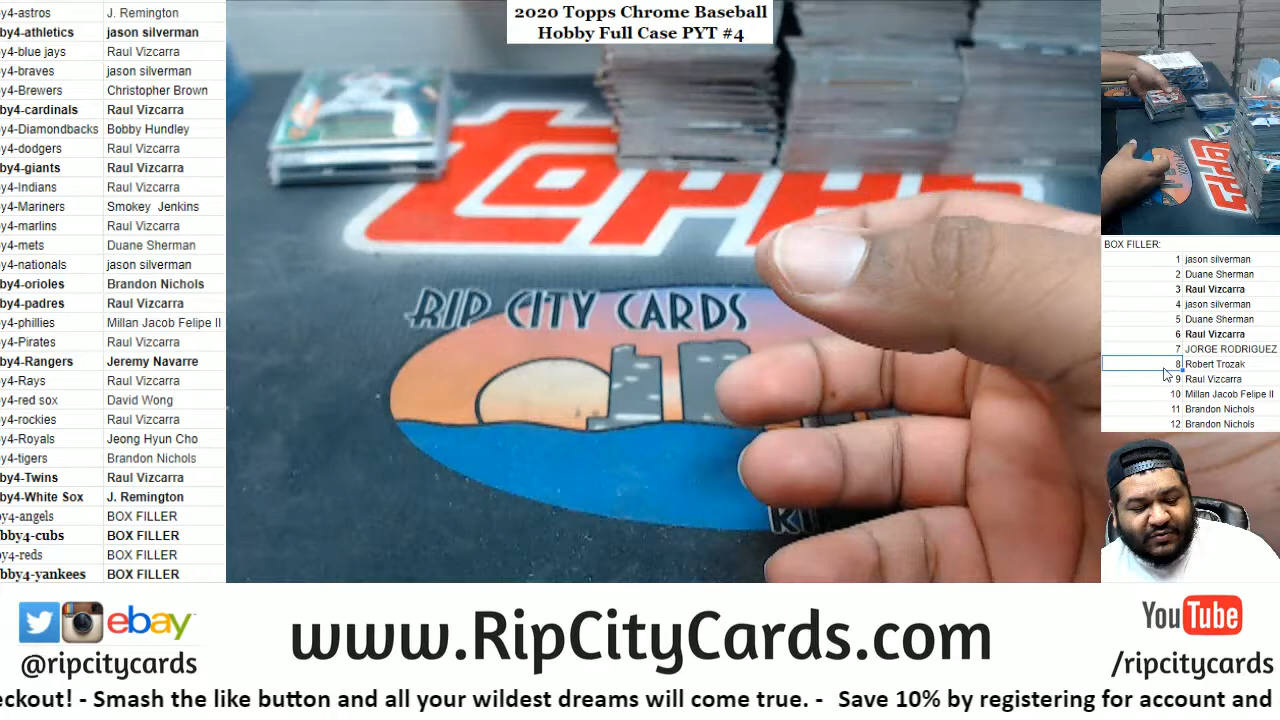 y4-astros J. Remington
by4-athletics jason silverman
y4-blue jays Raul Vizcarra
y4-braves jason silverman
y4-Brewers Christopher Brown
by4-cardinals Raul Vizcarra
y4-Diamondbacks Bobby Hundley
y4-dodgers Raul Vizcarra
by4-giants Raul Vizcarra
y4-Indians Raul Vizcarra
y4-Mariners Smokey Jenkins
y4-marlins Raul Vizcarra
y4-mets Duane Sherman
y4-nationals jason silverman
by4-orioles Brandon Nichols
by4-padres Raul Vizcarra
y4-phillies Millan Jacob Felipe II
y4-Pirates Raul Vizcarra
by4-Rangers Jeremy Navarre
y4-Rays Raul Vizcarra
y4-red sox David Wong
y4-rockies Raul Vizcarra
y4-Royals Jeong Hyun Cho
y4-tigers Brandon Nichols
by4-Twins Raul Vizcarra
by4-White Sox J. Remington
y4-angels BOX FILLER
bby4-cubs BOX FILLER
y4-reds BOX FILLER
bby4-yankees BOX FILLER
2020 Topps Chrome Baseball
Hobby Full Case PYT #4
Topps
RIP CITY CARDS
BOX FILLER:
1 jason silverman
2 Duane Sherman
3 Raul Vizcarra
4 jason silverman
5 Duane Sherman
6 Raul Vizcarra
7 JORGE RODRIGUEZ
8 Robert Trozak
9 Raul Vizcarra
10 Millan Jacob Felipe II
11 Brandon Nichols
12 Brandon Nichols
ebay
@ripcitycards
www.RipCityCards.com
YouTube
/ripcitycards
eckout! - Smash the like button and all your wildest dreams will come true. - Save 10% by registering for account and